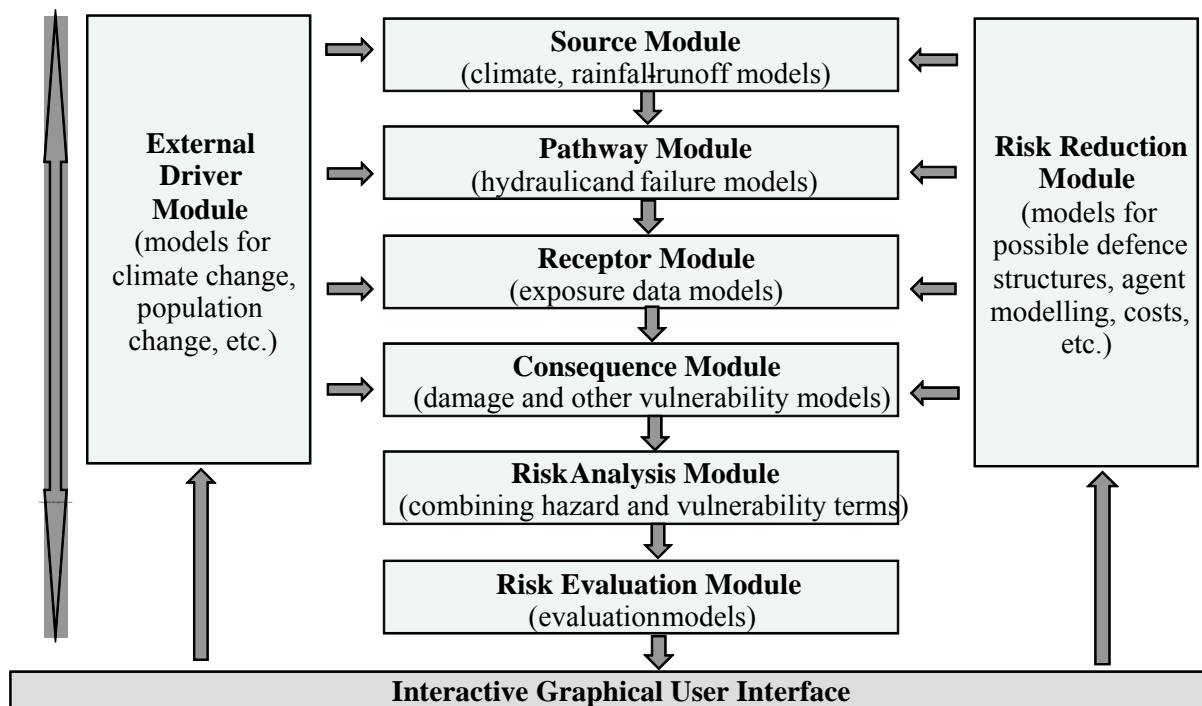 Source Module
(climate, rainfall-runoff models)
External
Driver
Module
(models for
climate change,
population
change, etc.)
Pathway Module
(hydraulicand failure models)
Receptor Module
(exposure data models)
Consequence Module
(damage and other vulnerability models)
RiskAnalysis Module
(combining hazard and vulnerability terms)
Risk Evaluation Module
(evaluationmodels)
Risk Reduction
Module
(models for
possible defence
structures, agent
modelling, costs,
etc.)
Interactive Graphical User Interface